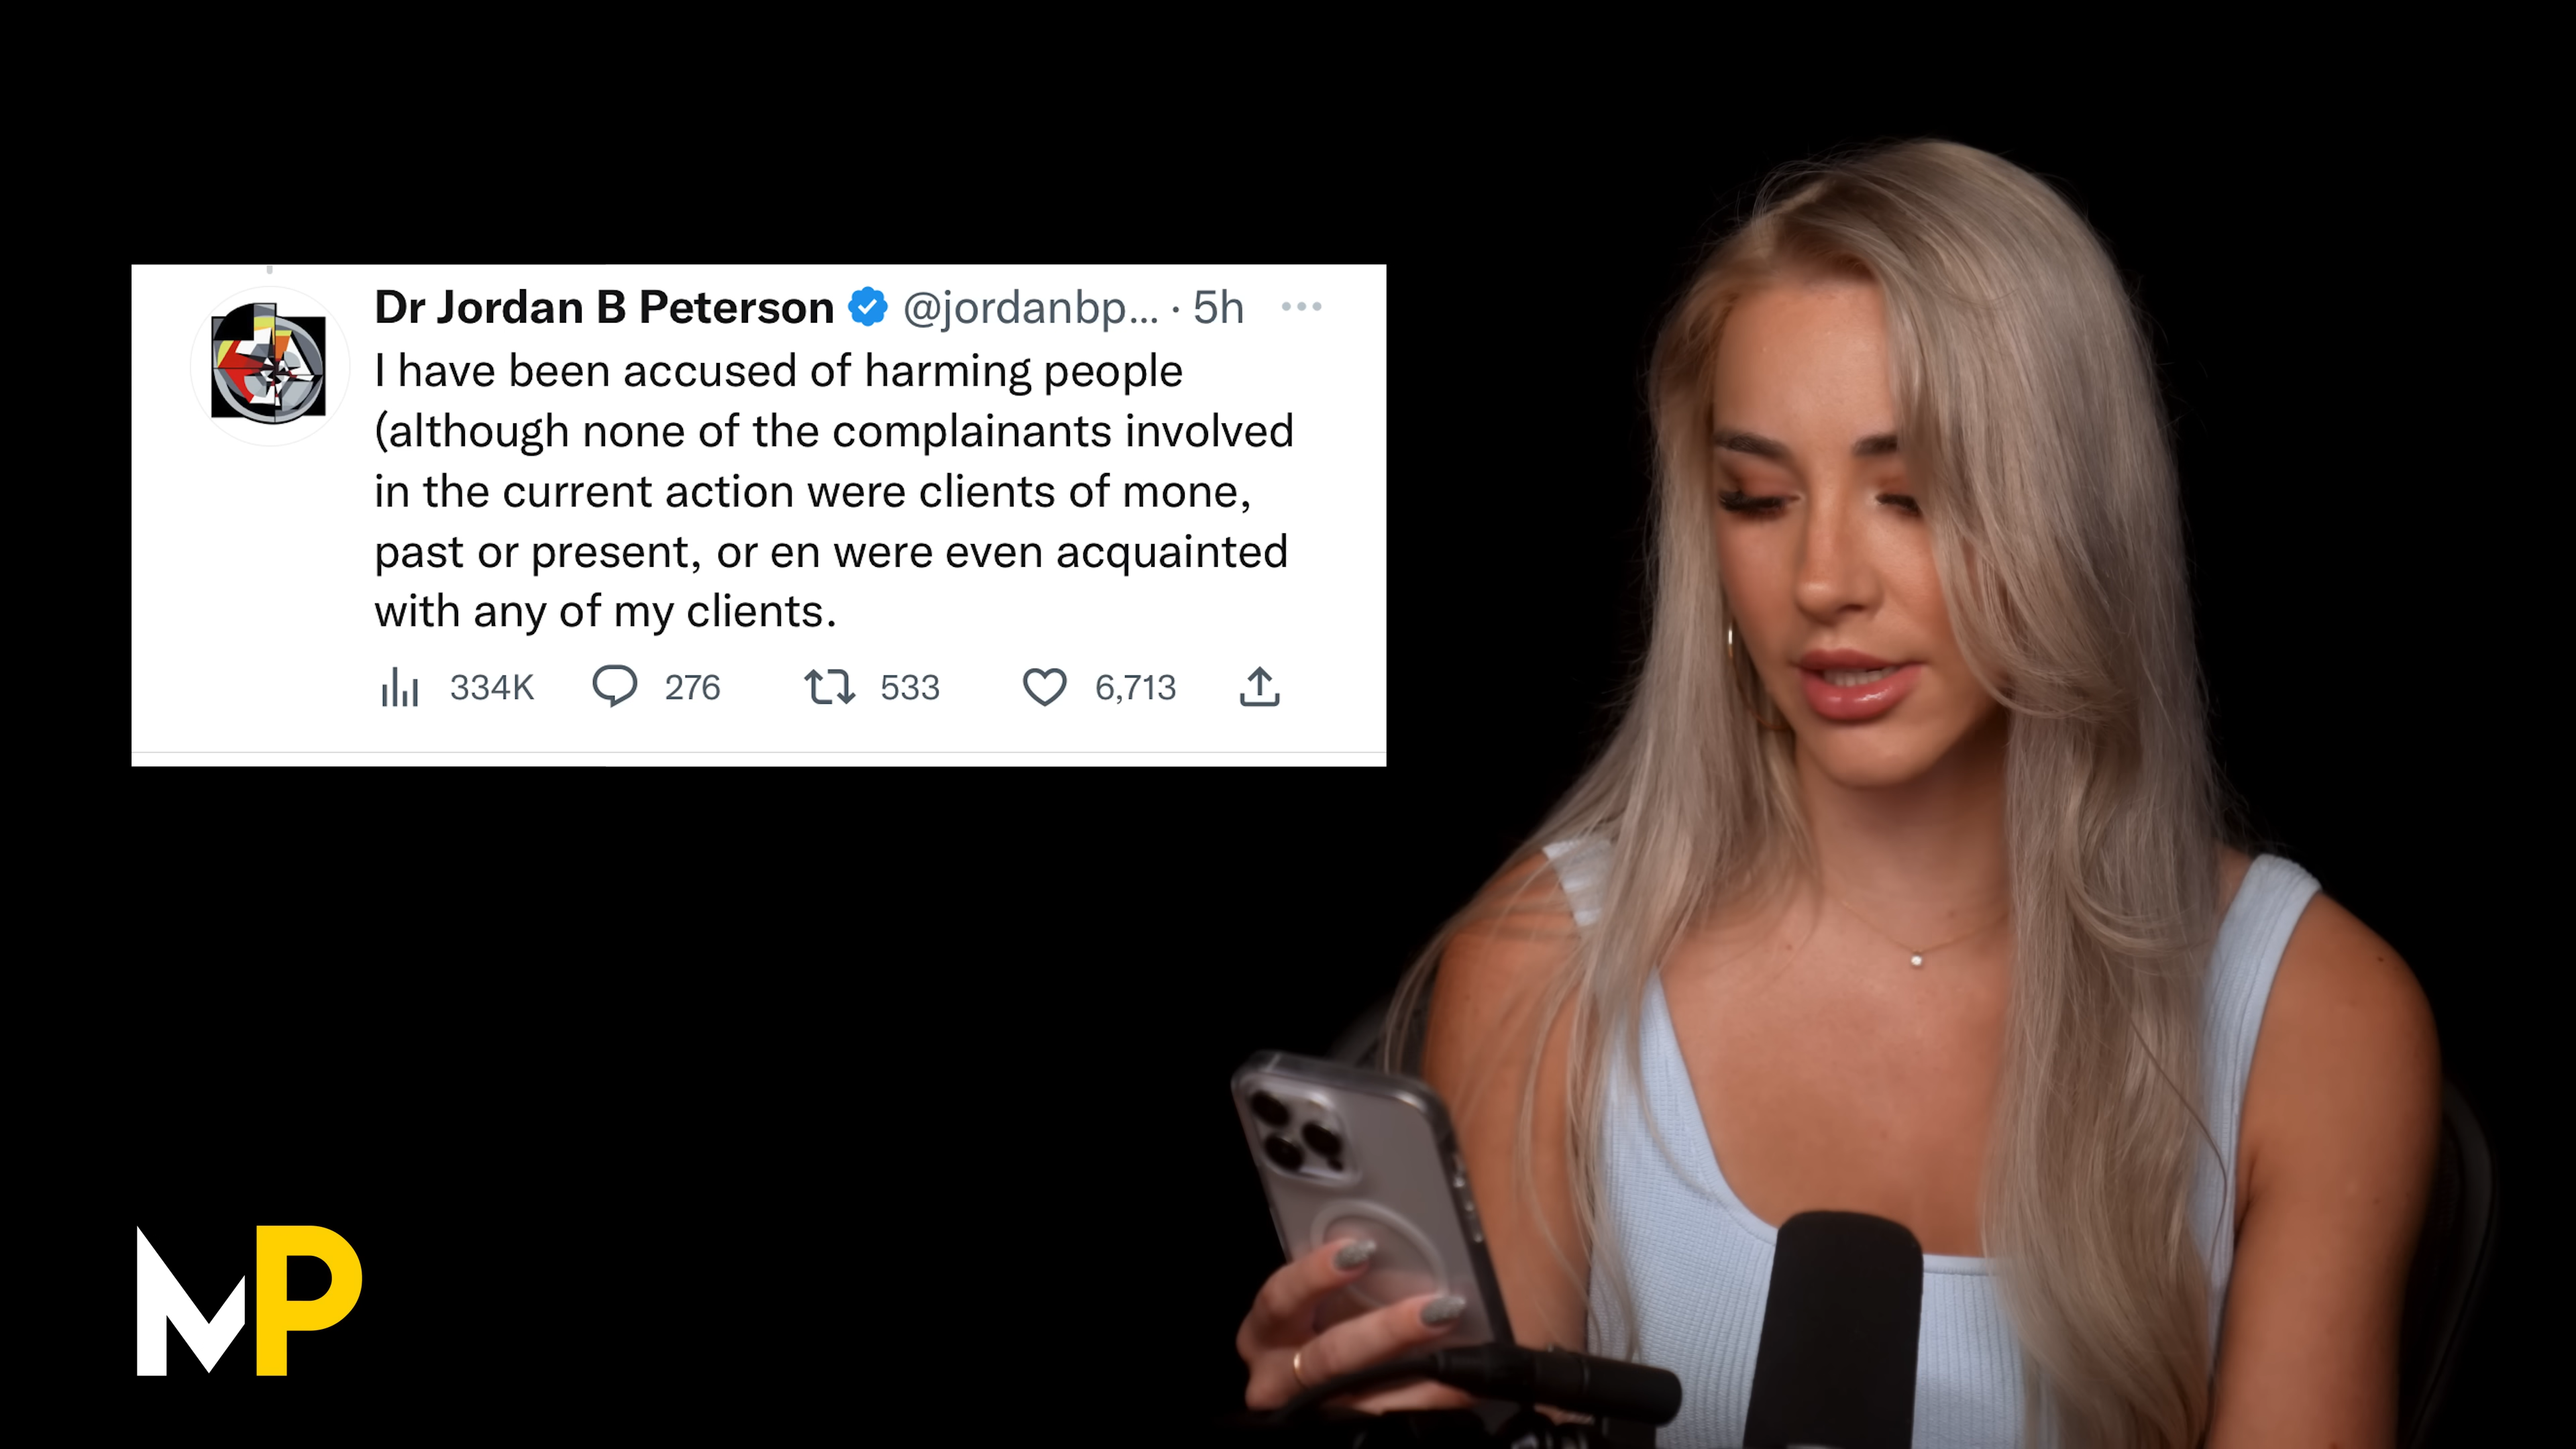 Dr Jordan B Peterson @jordanbp... · 5h
I have been accused of harming people
(although none of the complainants involved
in the current action were clients of mone,
past or present, or en were even acquainted
with any of my clients.
334K 276 533 6,713
MP